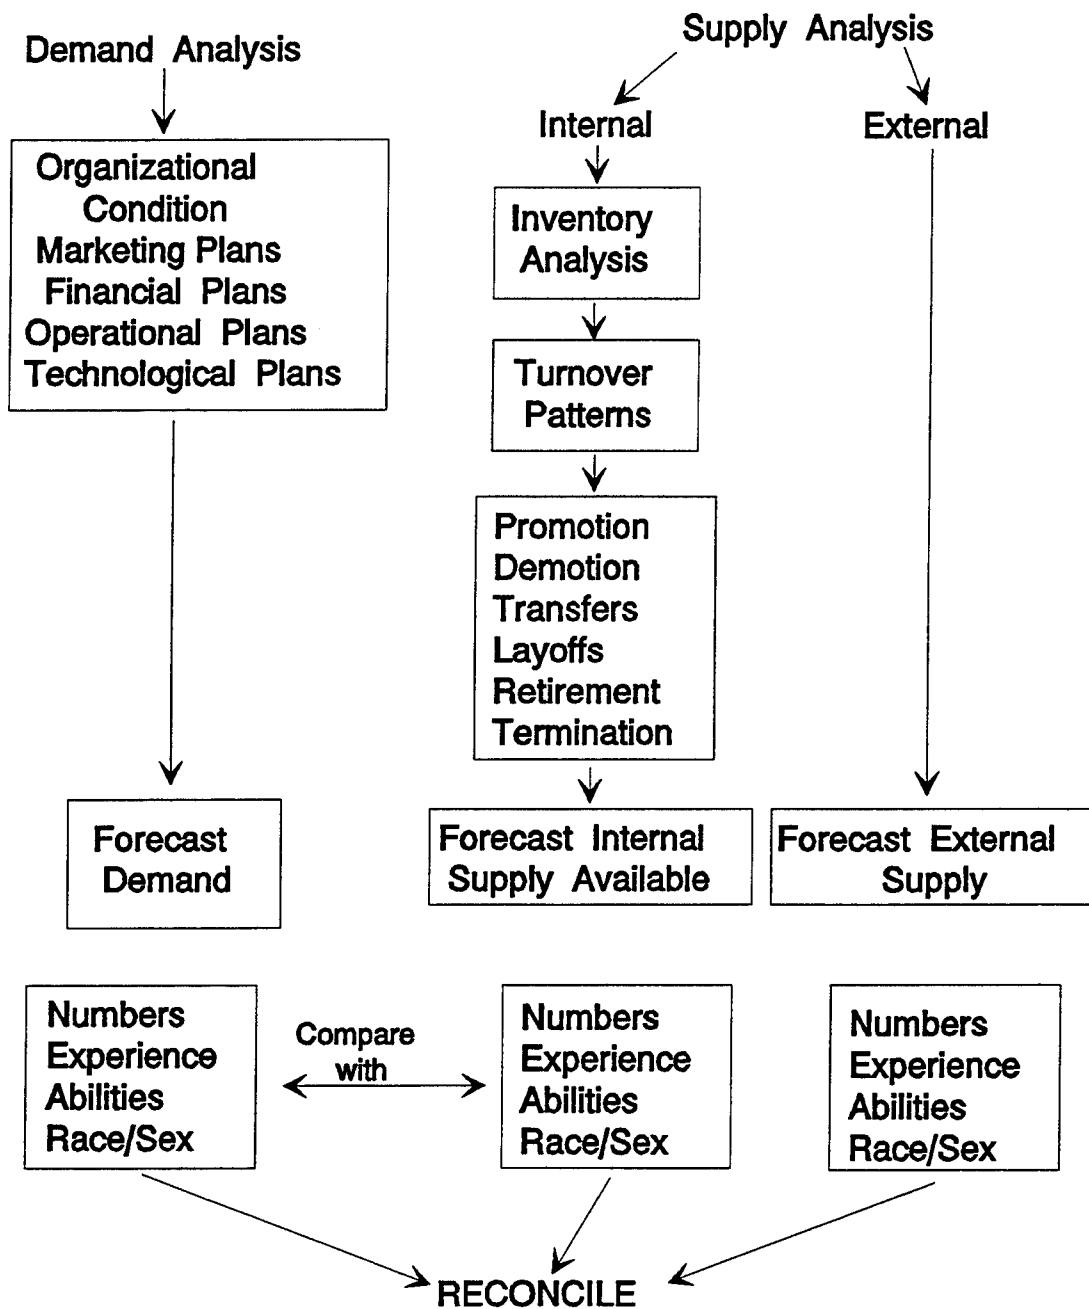 Demand Analysis
Organizational
Condition
Marketing Plans
Financial Plans
Operational Plans
Technological Plans
Forecast
Demand
Numbers
Experience
Abilities
Race/Sex
Compare
with
Supply Analysis
Internal
Inventory
Analysis
Turnover
Patterns
Promotion
Demotion
Transfers
Layoffs
Retirement
Termination
Forecast Internal
Supply Available
Numbers
Experience
Abilities
Race/Sex
External
Forecast External
Supply
Numbers
Experience
Abilities
Race/Sex
RECONCILE